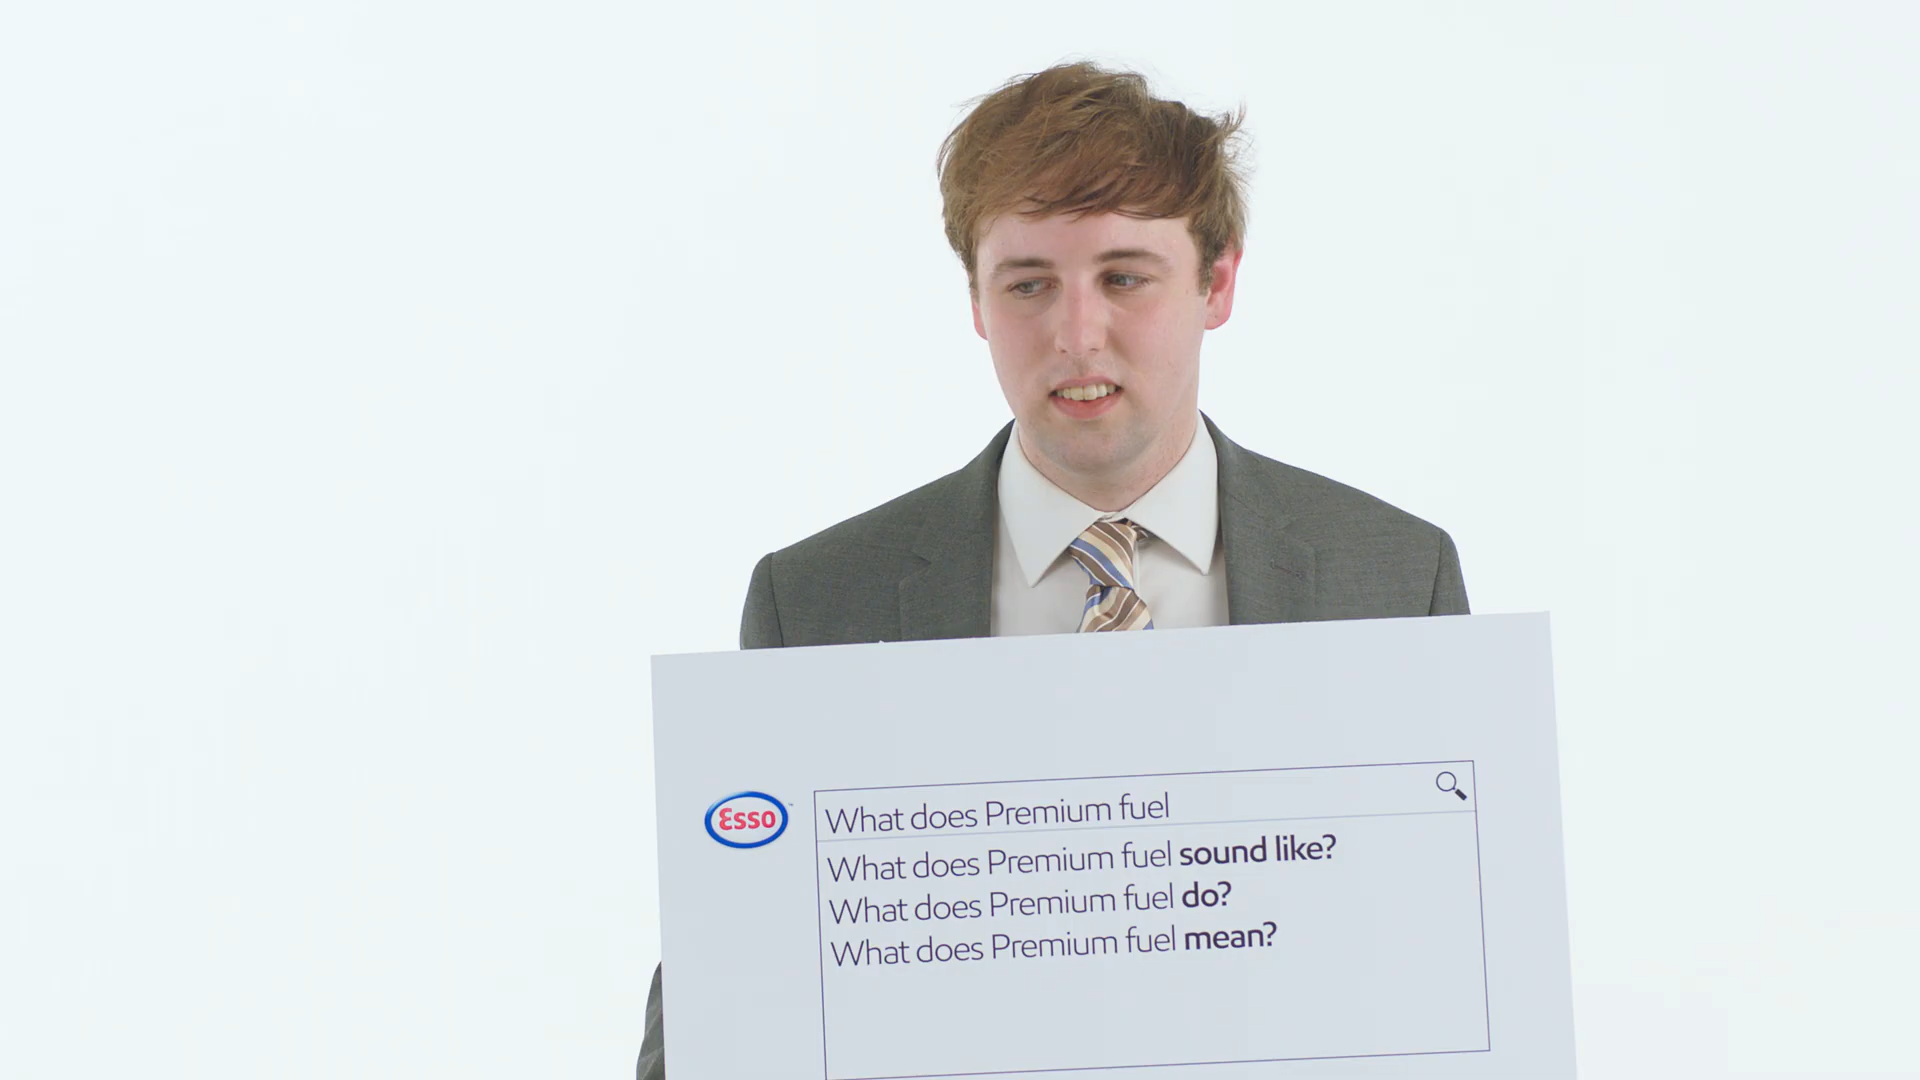 Esso
What does Premium fuel
What does Premium fuel sound like?
What does Premium fuel do?
What does Premium fuel mean?